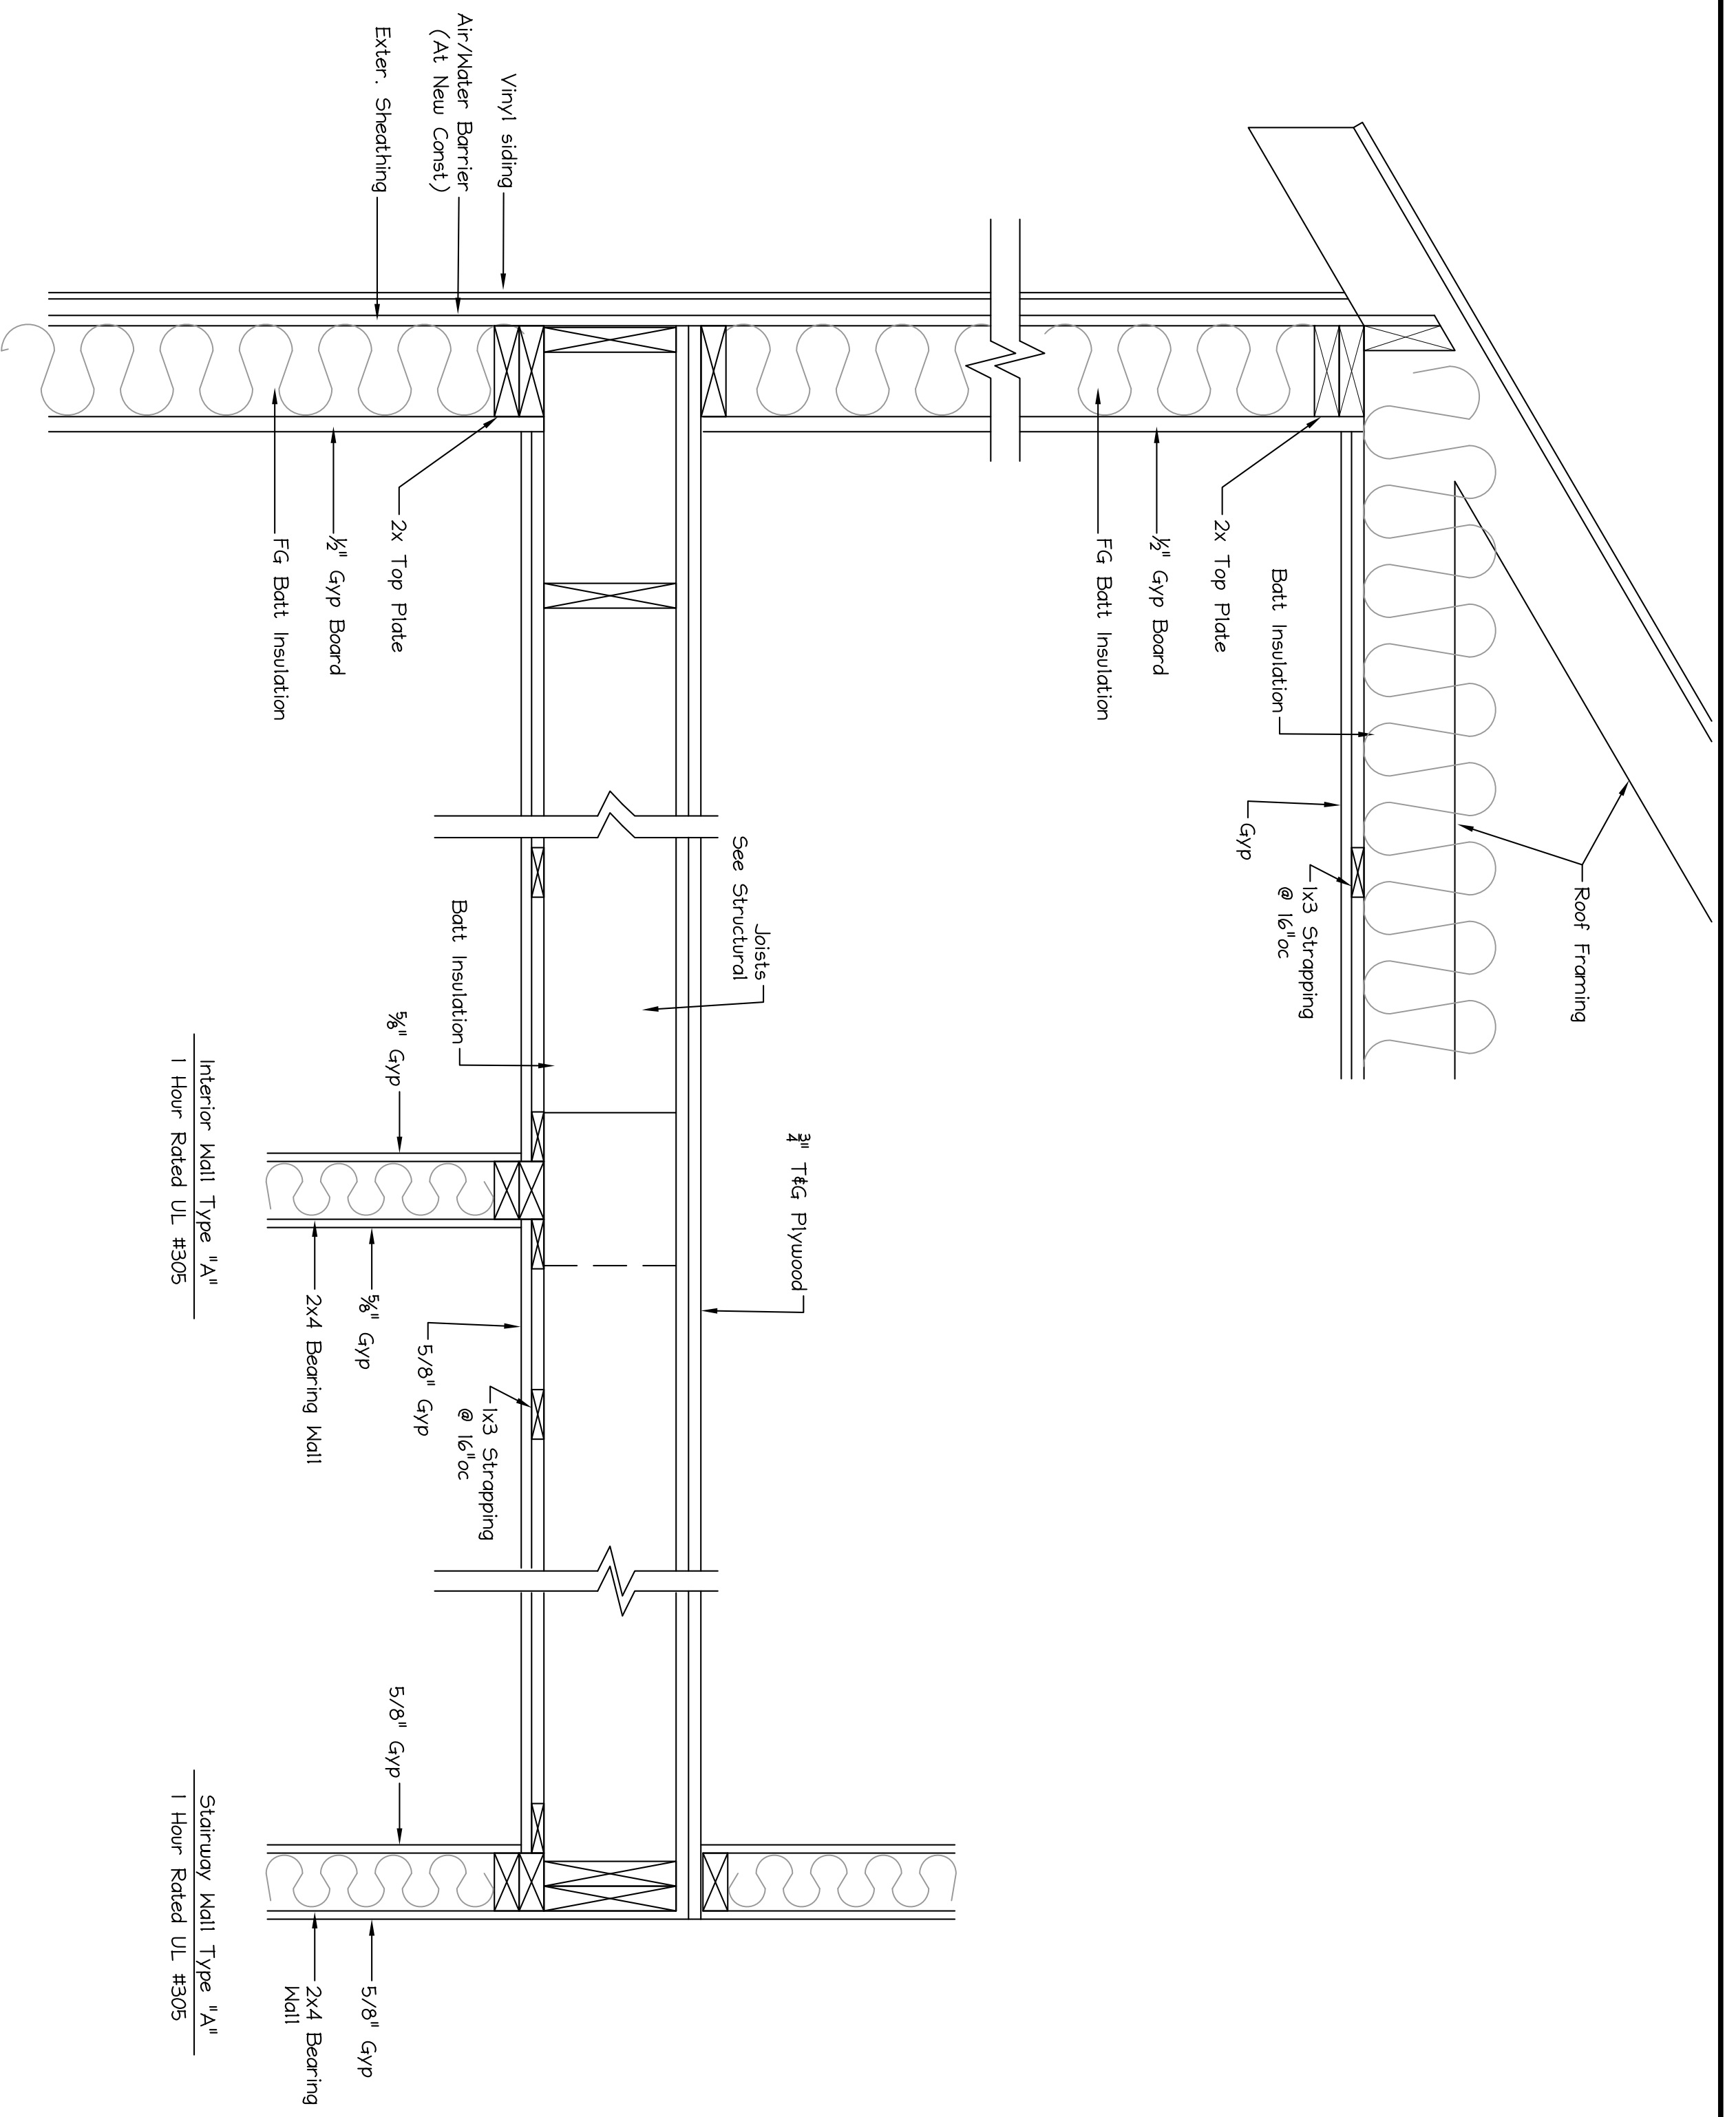 Roof Framing
1x3 Strapping
@ 16"oc
Batt Insulation
Gyp
2x Top Plate
½" Gyp Board
FG Batt Insulation
¾" T&G Plywood
Joists
See Structural
Vinyl siding
Air/Water Barrier
(At New Const)
Exter. Sheathing
2x Top Plate
½" Gyp Board
FG Batt Insulation
Batt Insulation
⅝" Gyp
1x3 Strapping
@ 16"oc
5/8" Gyp
⅝" Gyp
2x4 Bearing Wall
5/8" Gyp
5/8" Gyp
2x4 Bearing
Wall
Interior Wall Type "A"
1 Hour Rated UL #305
Stairway Wall Type "A"
1 Hour Rated UL #305